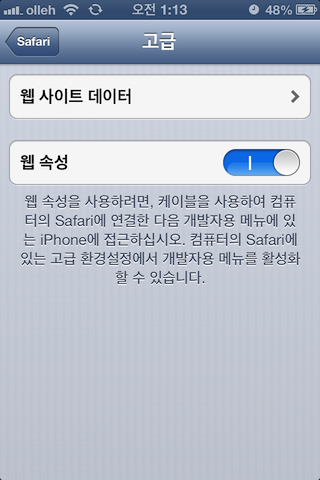 olleh 오전 1:13 48%
Safari 고급
웹 사이트 데이터
웹 속성
웹 속성을 사용하려면, 케이블을 사용하여 컴퓨
터의 Safari에 연결한 다음 개발자용 메뉴에 있
는 iPhone에 접근하십시오. 컴퓨터의 Safari에
있는 고급 환경설정에서 개발자용 메뉴를 활성화
할 수 있습니다.